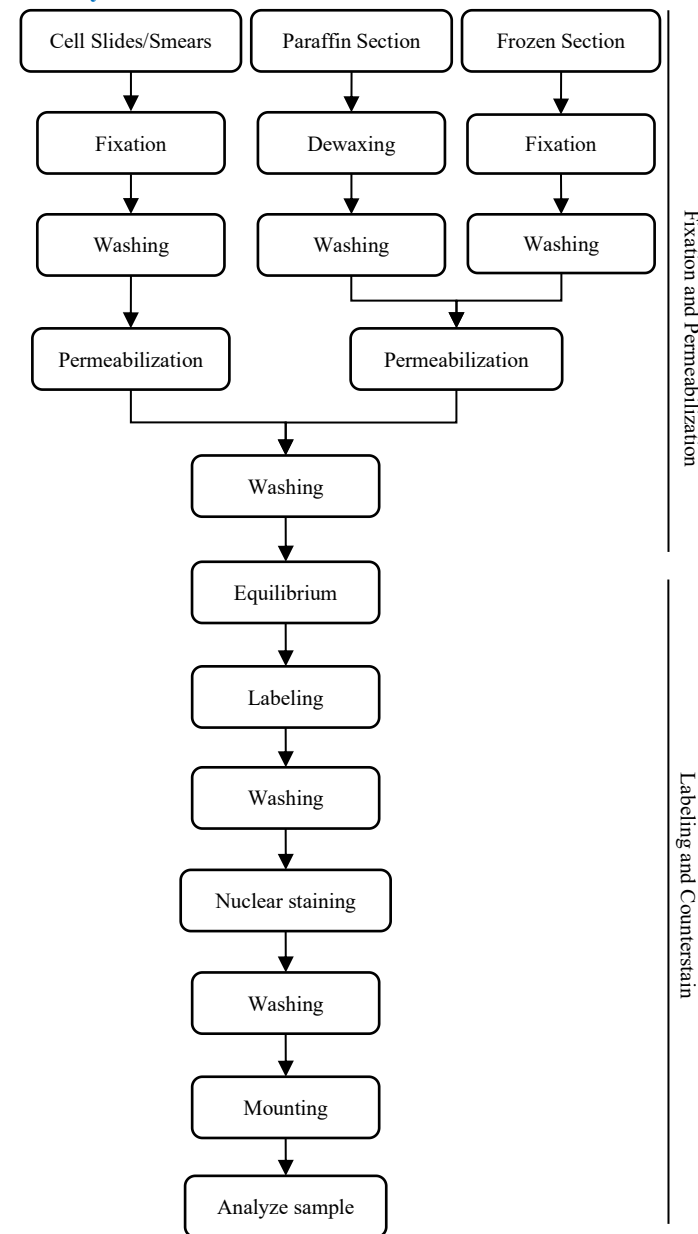 Cell Slides/Smears
Paraffin Section
Frozen Section
Fixation
Dewaxing
Fixation
Washing
Washing
Washing
Permeabilization
Permeabilization
Washing
Equilibrium
Labeling
Washing
Nuclear staining
Washing
Mounting
Analyze sample
Fixation and Permeabilization
Labeling and Counterstain